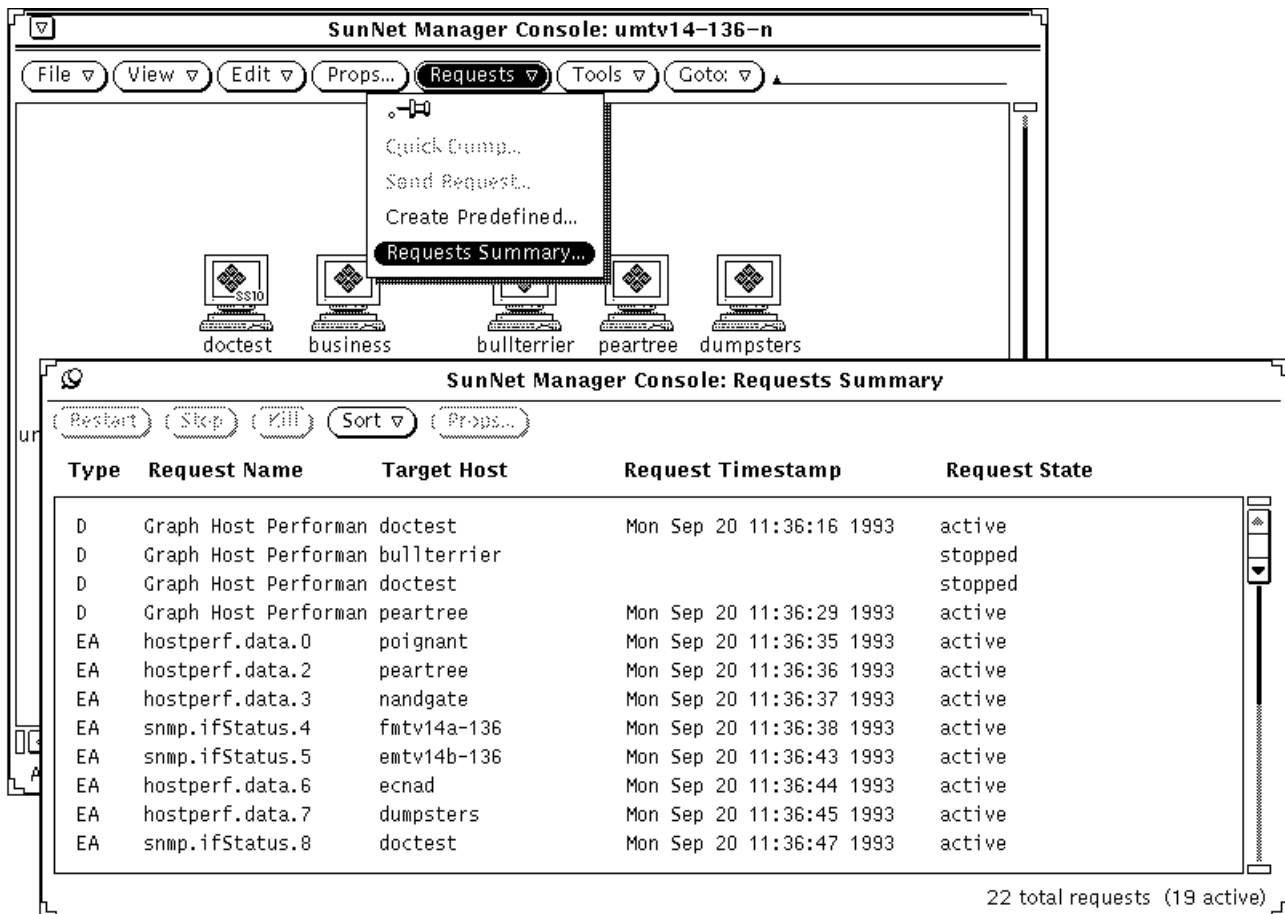 SunNet Manager Console: umtv14-136-n
File View Edit Props... Requests Tools Goto:
Quick Dump...
Send Request...
Create Predefined...
Requests Summary...
SS10
doctest business bullterrier peartree dumpsters
SunNet Manager Console: Requests Summary
Restart Stop Kill Sort Props...
Type Request Name Target Host Request Timestamp Request State
D Graph Host Performan doctest Mon Sep 20 11:36:16 1993 active
D Graph Host Performan bullterrier stopped
D Graph Host Performan doctest stopped
D Graph Host Performan peartree Mon Sep 20 11:36:29 1993 active
EA hostperf.data.0 poignant Mon Sep 20 11:36:35 1993 active
EA hostperf.data.2 peartree Mon Sep 20 11:36:36 1993 active
EA hostperf.data.3 nandgate Mon Sep 20 11:36:37 1993 active
EA snmp.ifStatus.4 fmtv14a-136 Mon Sep 20 11:36:38 1993 active
EA snmp.ifStatus.5 emtv14b-136 Mon Sep 20 11:36:43 1993 active
EA hostperf.data.6 ecnad Mon Sep 20 11:36:44 1993 active
EA hostperf.data.7 dumpsters Mon Sep 20 11:36:45 1993 active
EA snmp.ifStatus.8 doctest Mon Sep 20 11:36:47 1993 active
22 total requests (19 active)